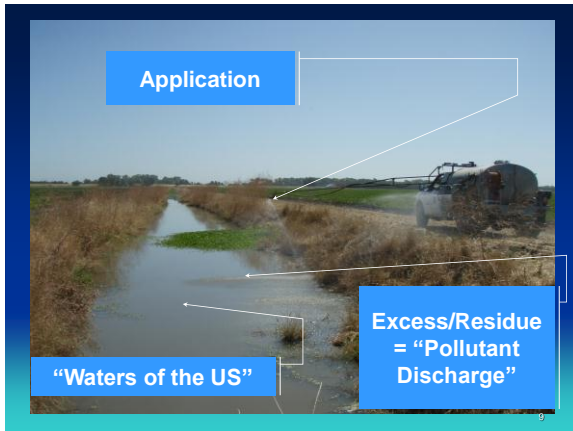 Application
Excess/Residue
= “Pollutant
Discharge”
“Waters of the US”
9